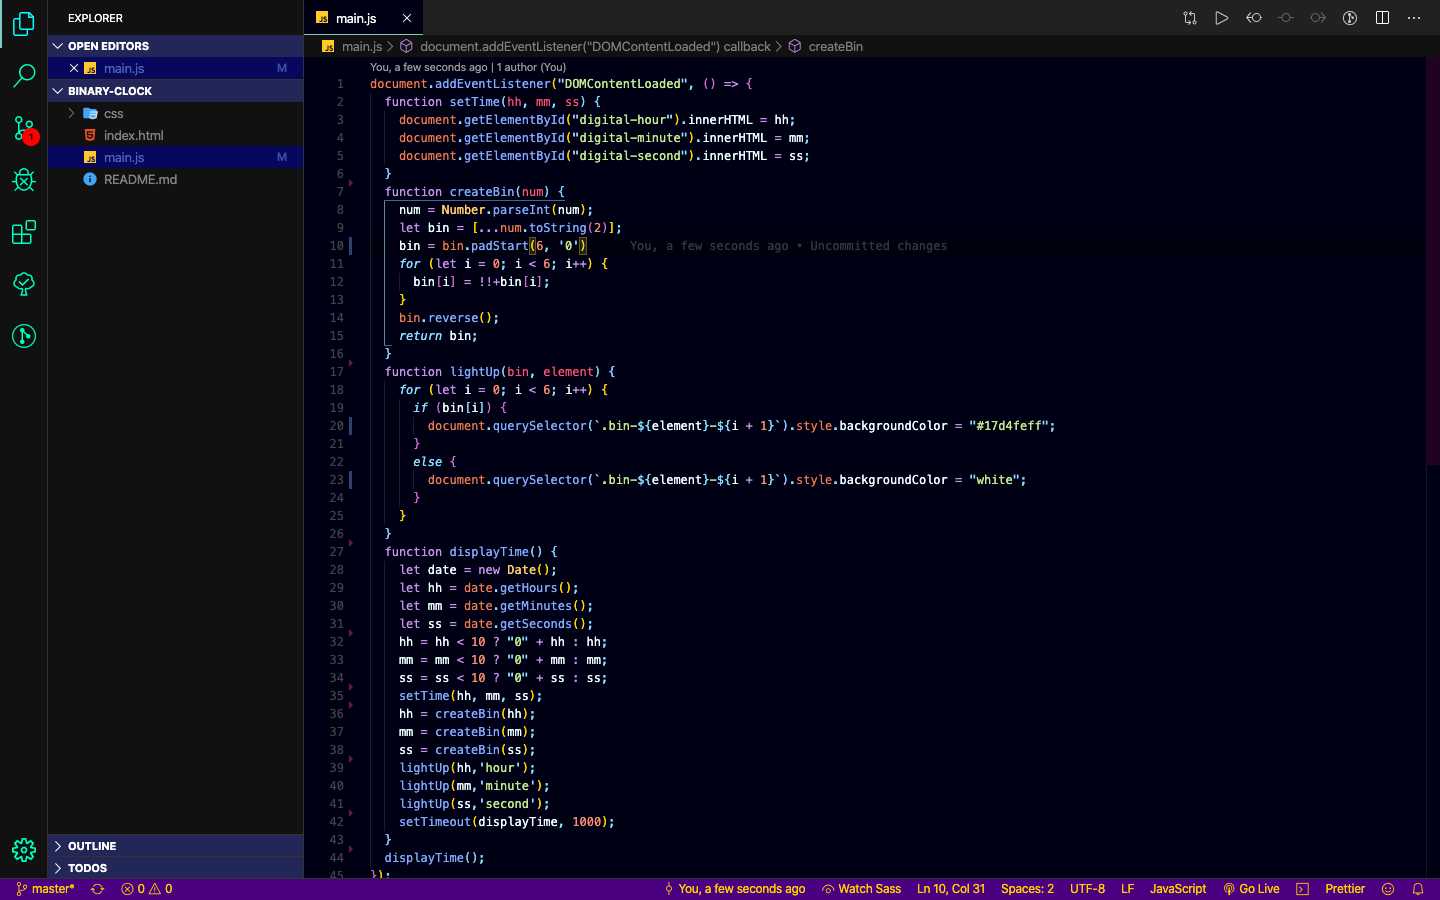 EXPLORER
OPEN EDITORS
main.js M
BINARY-CLOCK
css
index.html
main.js M
README.md
OUTLINE
TODOS
1
main.js
main.js > document.addEventListener("DOMContentLoaded") callback > createBin
You, a few seconds ago | 1 author (You)
1 document.addEventListener("DOMContentLoaded", () => {
2 function setTime(hh, mm, ss) {
3 document.getElementById("digital-hour").innerHTML = hh;
4 document.getElementById("digital-minute").innerHTML = mm;
5 document.getElementById("digital-second").innerHTML = ss;
6 }
7 function createBin(num) {
8 num = Number.parseInt(num);
9 let bin = [...num.toString(2)];
10 bin = bin.padStart(6, '0') You, a few seconds ago • Uncommitted changes
11 for (let i = 0; i < 6; i++) {
12 bin[i] = !!+bin[i];
13 }
14 bin.reverse();
15 return bin;
16 }
17 function lightUp(bin, element) {
18 for (let i = 0; i < 6; i++) {
19 if (bin[i]) {
20 document.querySelector(`.bin-${element}-${i + 1}`).style.backgroundColor = "#17d4feff";
21 }
22 else {
23 document.querySelector(`.bin-${element}-${i + 1}`).style.backgroundColor = "white";
24 }
25 }
26 }
27 function displayTime() {
28 let date = new Date();
29 let hh = date.getHours();
30 let mm = date.getMinutes();
31 let ss = date.getSeconds();
32 hh = hh < 10 ? "0" + hh : hh;
33 mm = mm < 10 ? "0" + mm : mm;
34 ss = ss < 10 ? "0" + ss : ss;
35 setTime(hh, mm, ss);
36 hh = createBin(hh);
37 mm = createBin(mm);
38 ss = createBin(ss);
39 lightUp(hh,'hour');
40 lightUp(mm,'minute');
41 lightUp(ss,'second');
42 setTimeout(displayTime, 1000);
43 }
44 displayTime();
45 });
master* 0 0 You, a few seconds ago Watch Sass Ln 10, Col 31 Spaces: 2 UTF-8 LF JavaScript Go Live Prettier